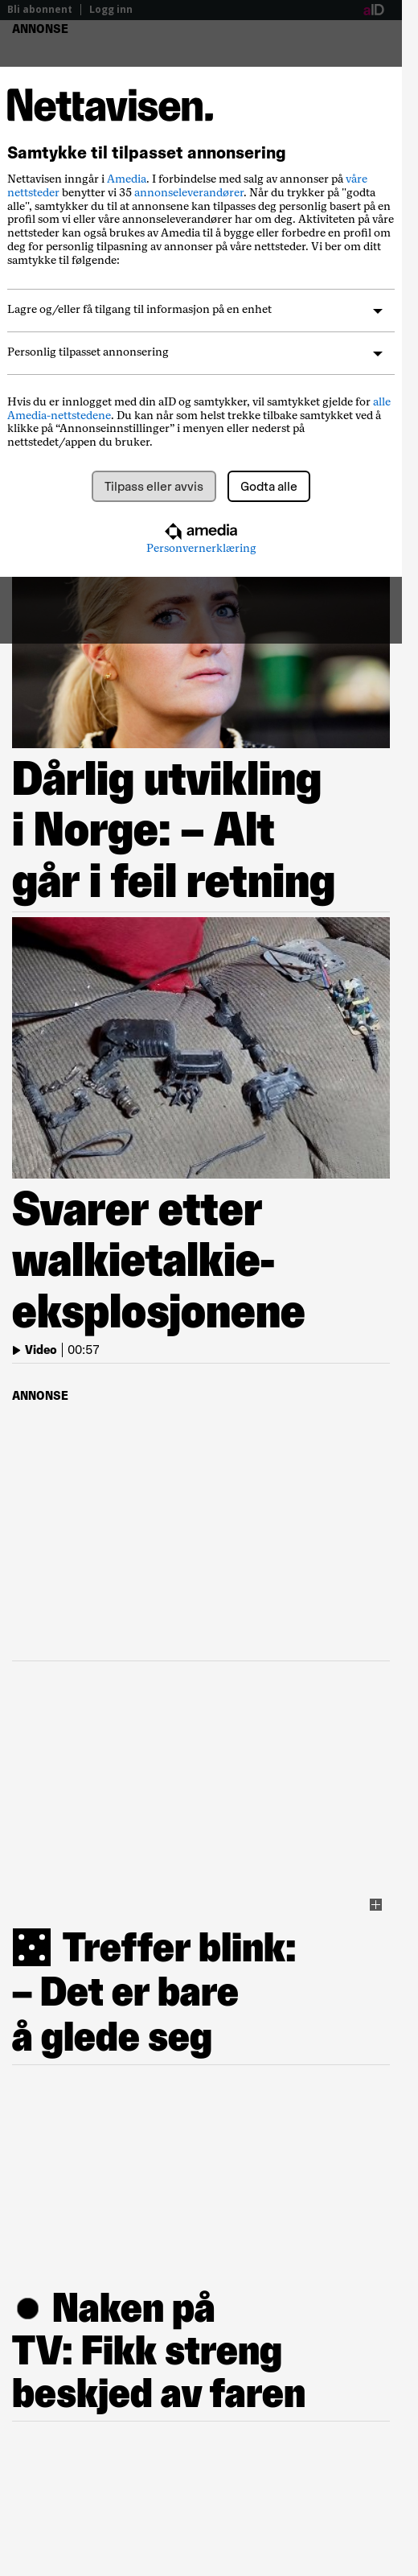 Bli abonnent | Logg inn
aID
ANNONSE
Nettavisen.
Samtykke til tilpasset annonsering
Nettavisen inngår i Amedia. I forbindelse med salg av annonser på våre
nettsteder benytter vi 35 annonseleverandører. Når du trykker på "godta
alle", samtykker du til at annonsene kan tilpasses deg personlig basert på en
profil som vi eller våre annonseleverandører har om deg. Aktiviteten på våre
nettsteder kan også brukes av Amedia til å bygge eller forbedre en profil om
deg for personlig tilpasning av annonser på våre nettsteder. Vi ber om ditt
samtykke til følgende:
Lagre og/eller få tilgang til informasjon på en enhet
Personlig tilpasset annonsering
Hvis du er innlogget med din aID og samtykker, vil samtykket gjelde for alle
Amedia-nettstedene. Du kan når som helst trekke tilbake samtykket ved å
klikke på “Annonseinnstillinger” i menyen eller nederst på
nettstedet/appen du bruker.
Tilpass eller avvis
Godta alle
amedia
Personvernerklæring
Dårlig utvikling
i Norge: – Alt
går i feil retning
Svarer etter
walkietalkie-
eksplosjonene
Video | 00:57
ANNONSE
Treffer blink:
– Det er bare
å glede seg
Naken på
TV: Fikk streng
beskjed av faren